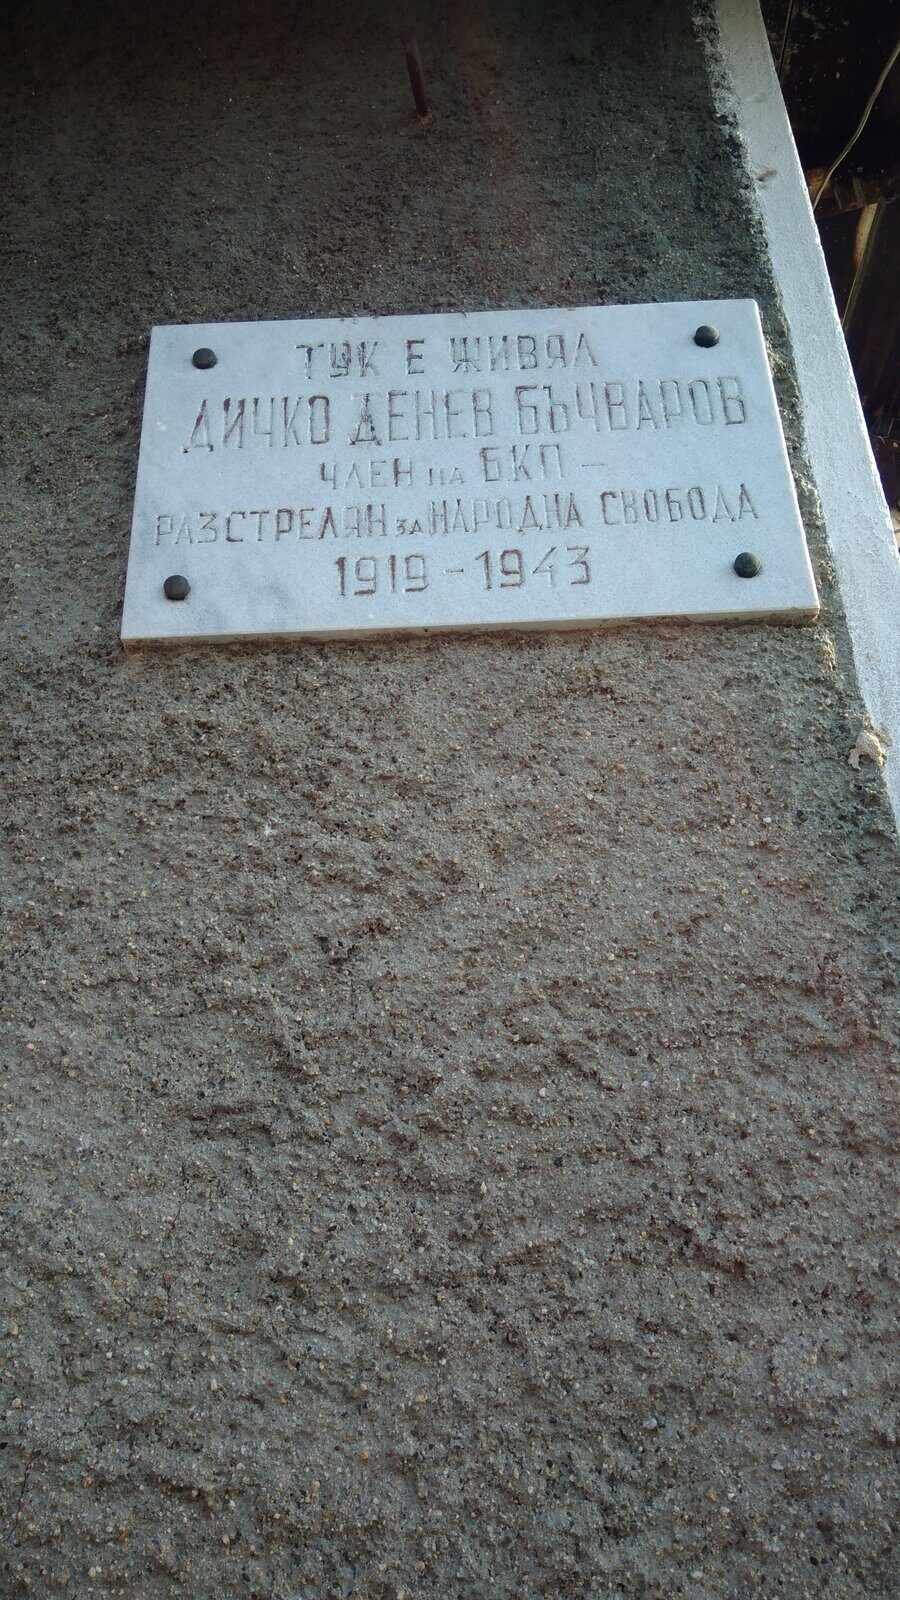 ТУК Е ЖИВЯЛ
ДИЧКО ДЕНЕВ БЪЧВАРОВ
ЧЛЕН НА БКП –
РАЗСТРЕЛЯН ЗА НАРОДНА СВОБОДА
1919 – 1943